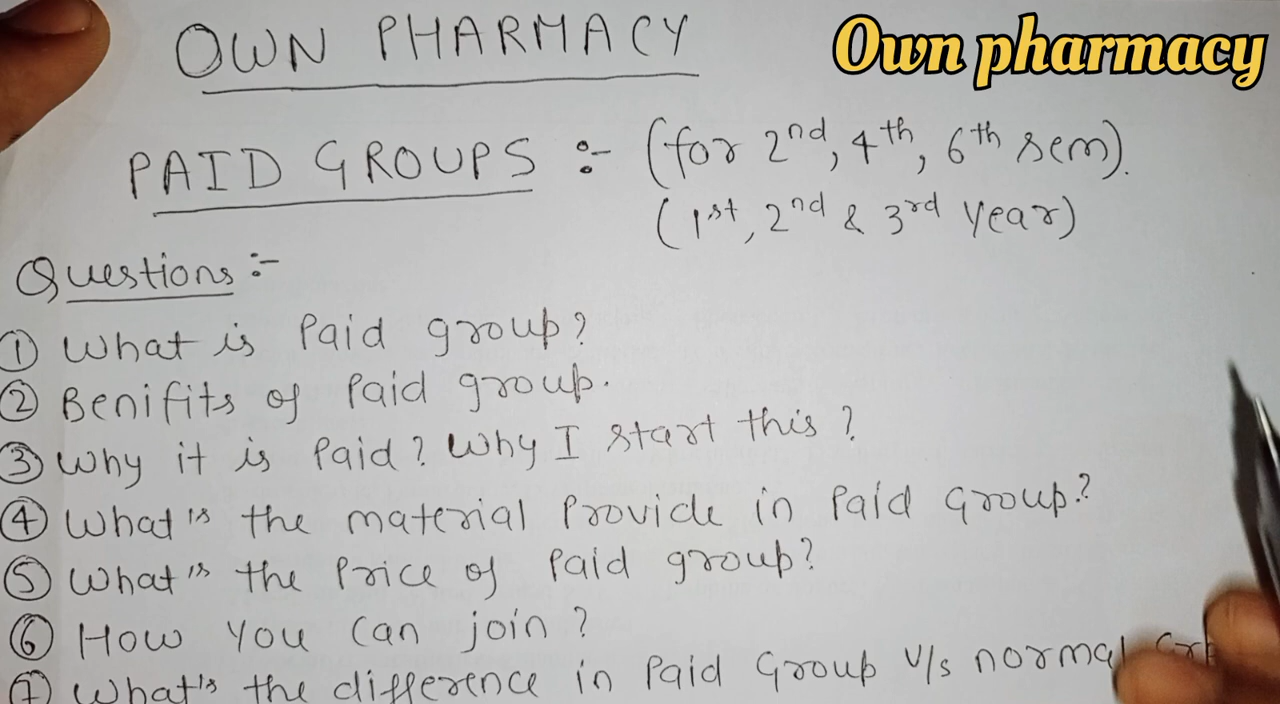 OWN PHARMACY
Own pharmacy
PAID GROUPS :- (for 2nd, 4th, 6th sem).
(1st, 2nd & 3rd year)
Questions :-
① What is Paid group?
② Benifits of Paid group.
③ Why it is Paid? Why I start this?
④ What is the material Provide in Paid Group?
⑤ What is the Price of Paid group?
⑥ How you can join?
⑦ What's the difference in Paid Group v/s normal